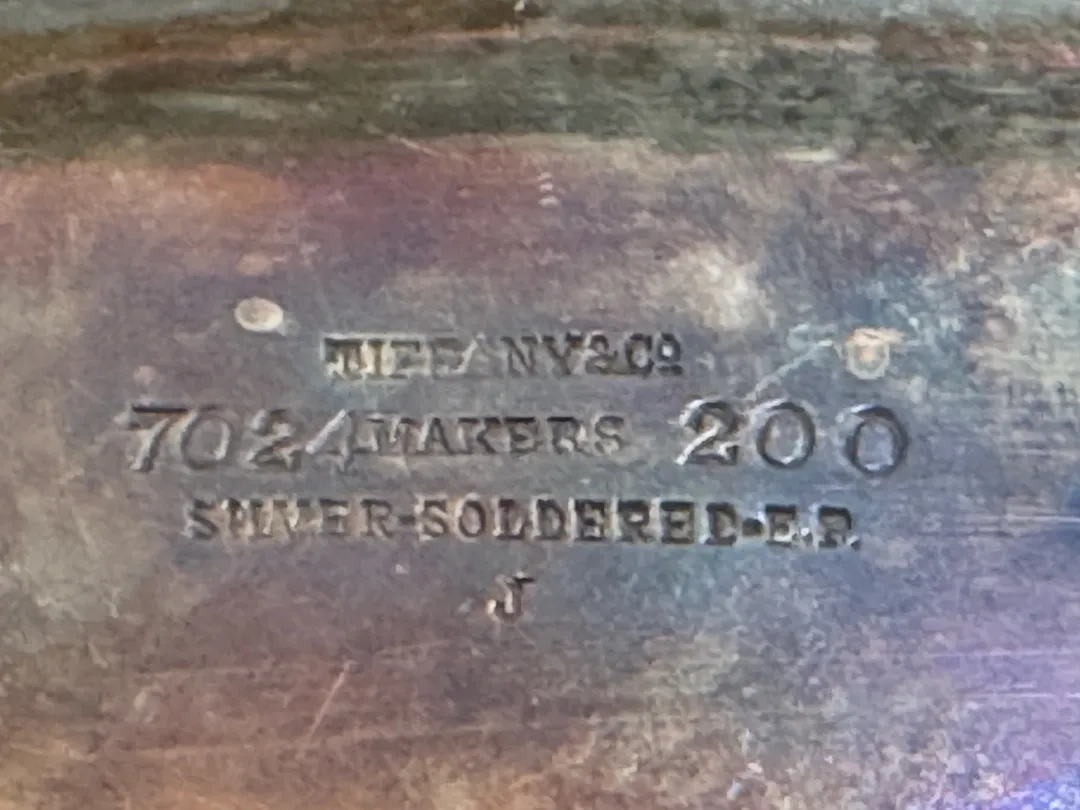 TIFFANY & Cº
7024 MAKERS 200
SILVER-SOLDERED-E.P.
J